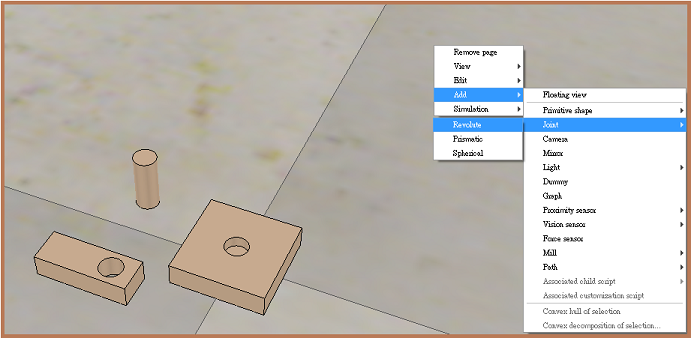 Remove page
View
Edit
Add
Simulation
Floating view
Primitive shape
Joint
Camera
Mirror
Light
Dummy
Graph
Proximity sensor
Vision sensor
Force sensor
Mill
Path
Associated child script
Associated customization script
Convex hull of selection
Convex decomposition of selection...
Revolute
Prismatic
Spherical